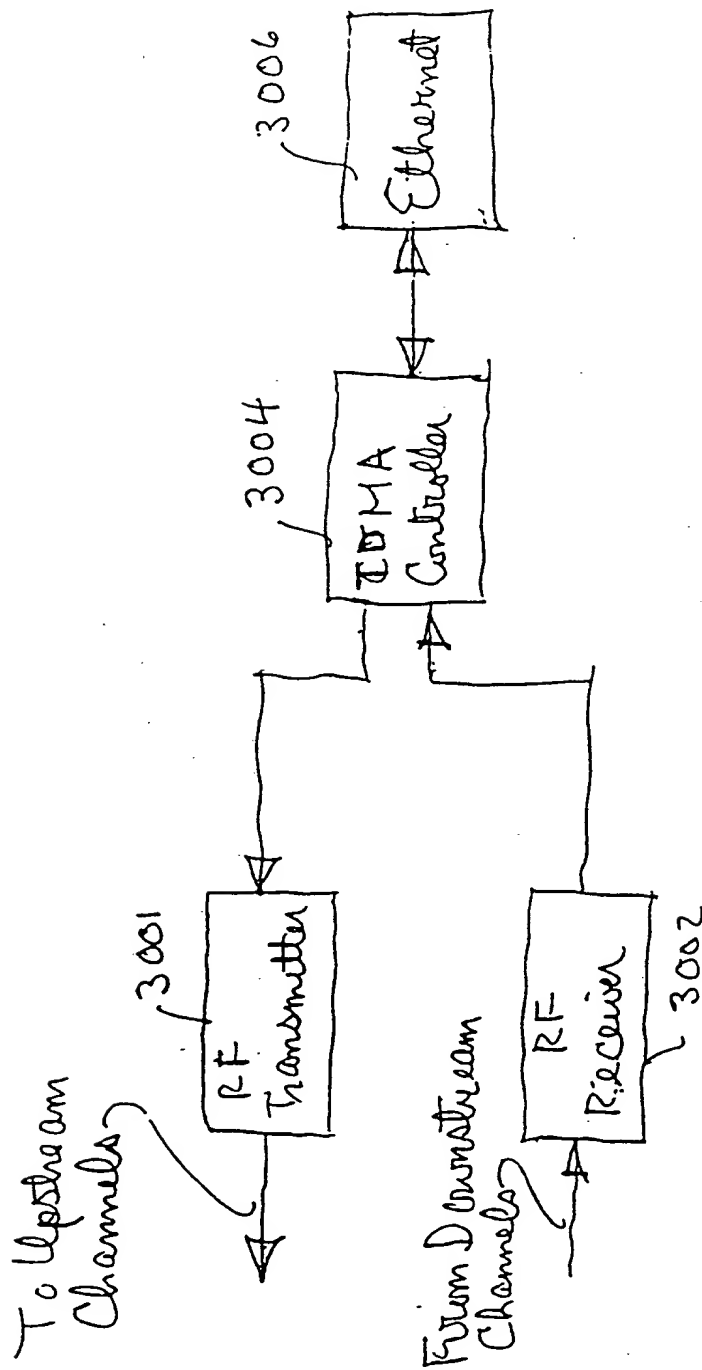 To Upstream
Channels
3001
RF
Transmitter
3004
TDMA
Controller
3006
Ethernet
From Downstream
Channels
RF
Receiver
3002